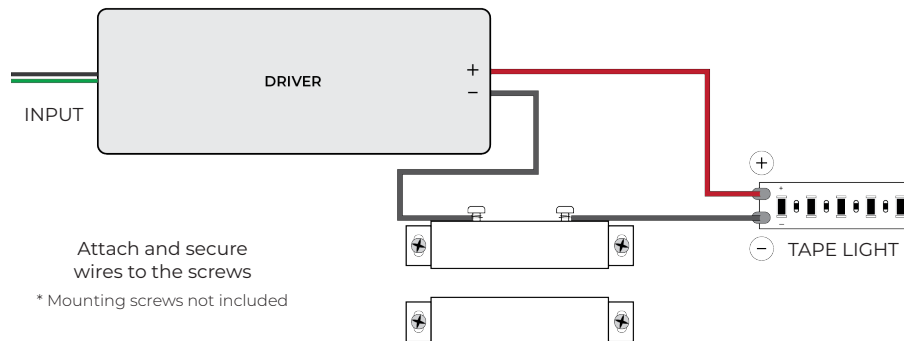 DRIVER
+
−
INPUT
+
+
−
−
TAPE LIGHT
Attach and secure
wires to the screws
* Mounting screws not included